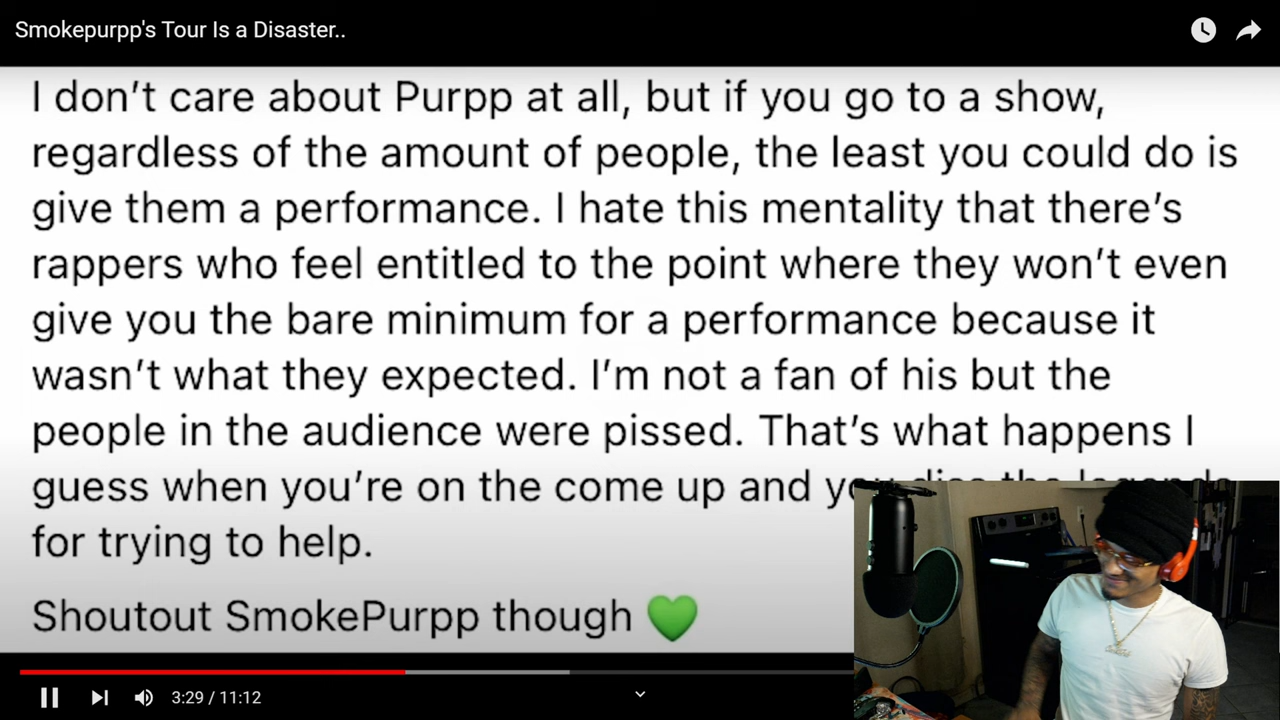 Smokepurpp's Tour Is a Disaster..
I don't care about Purpp at all, but if you go to a show,
regardless of the amount of people, the least you could do is
give them a performance. I hate this mentality that there's
rappers who feel entitled to the point where they won't even
give you the bare minimum for a performance because it
wasn't what they expected. I'm not a fan of his but the
people in the audience were pissed. That's what happens I
guess when you're on the come up and you diss the legends
for trying to help.
Shoutout SmokePurpp though 💚
3:29 / 11:12